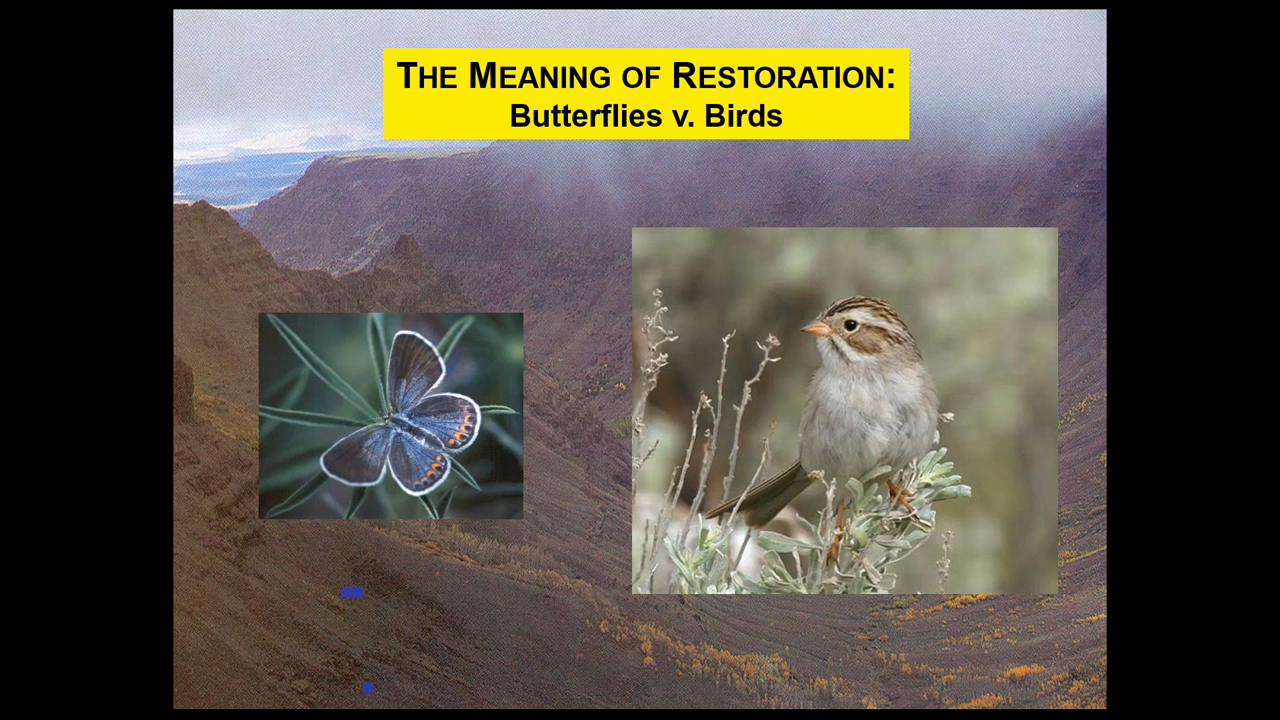 THE MEANING OF RESTORATION:
Butterflies v. Birds